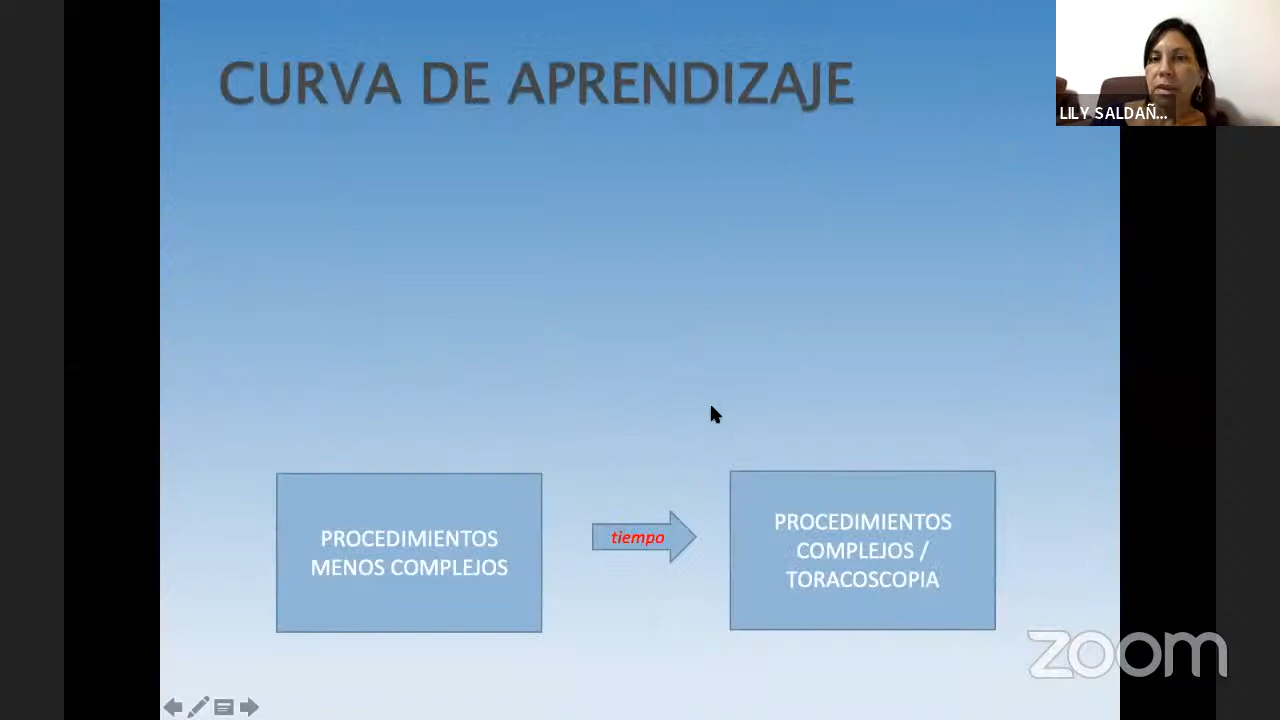 CURVA DE APRENDIZAJE
LILY SALDAÑ...
PROCEDIMIENTOS
MENOS COMPLEJOS
tiempo
PROCEDIMIENTOS
COMPLEJOS /
TORACOSCOPIA
zoom